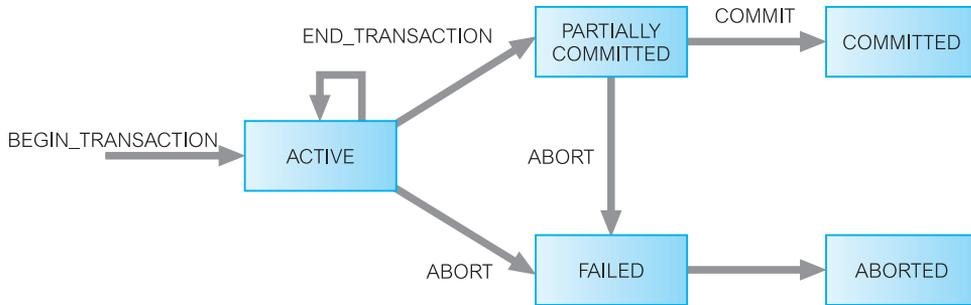 COMMIT
END_TRANSACTION
PARTIALLY
COMMITTED
COMMITTED
BEGIN_TRANSACTION
ACTIVE
ABORT
ABORT
FAILED
ABORTED